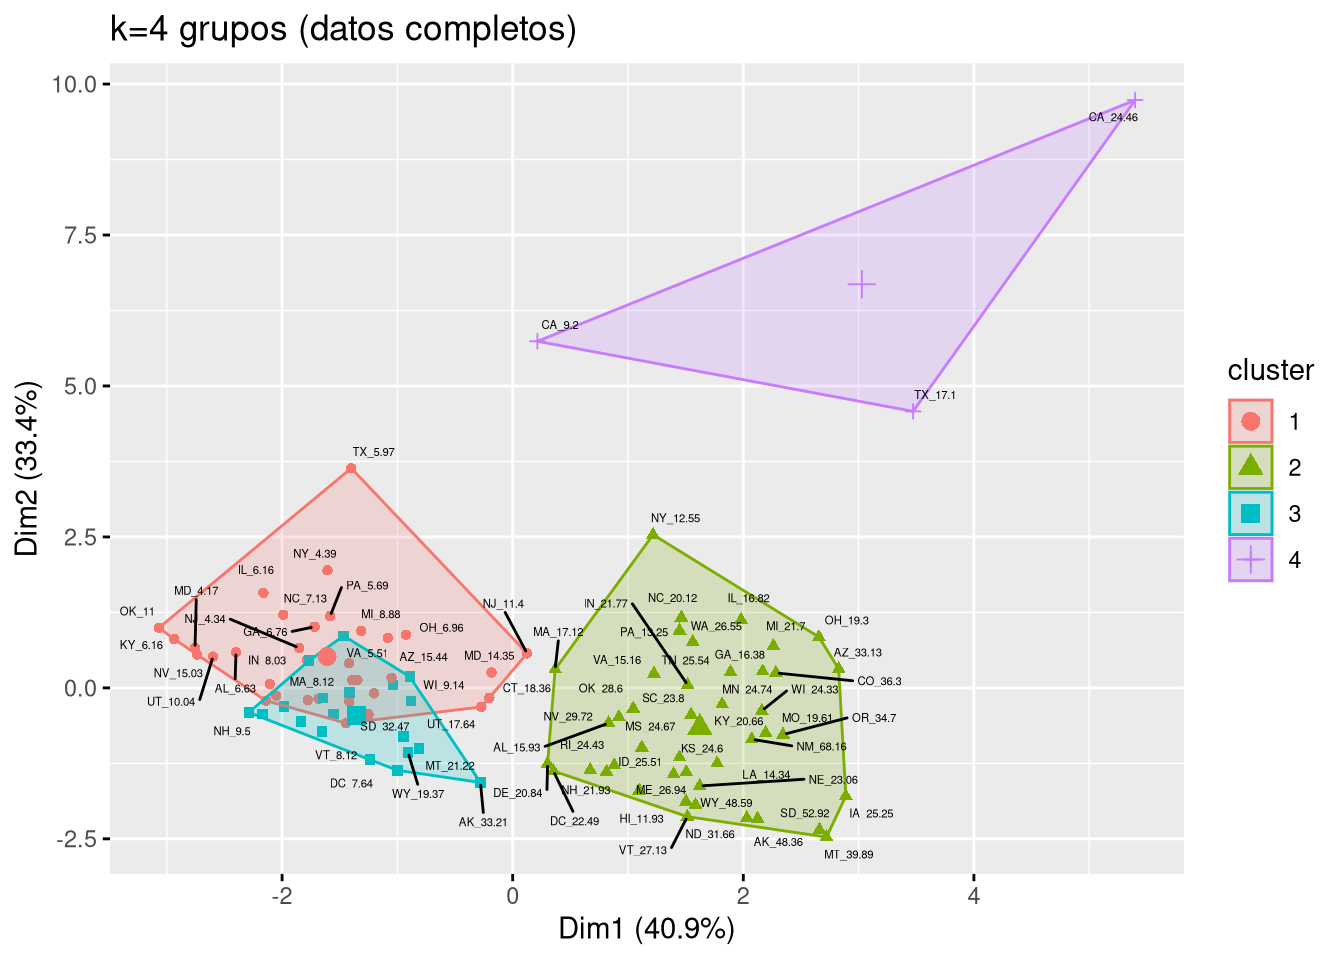 k=4 grupos (datos completos)
10.0
7.5
5.0
2.5
0.0
-2.5
Dim2 (33.4%)
CA_24.46
CA_9.2
TX_17.1
TX_5.97
NY_12.55
NY_4.39
IL_6.16
MD_4.17
PA_5.69
NC_7.13
OK_11
NJ_4.34
MI_8.88
GA_6.76
OH_6.96
KY_6.16
NJ_11.4
IN_21.77
NC_20.12
IL_16.82
WA_26.55
MI_21.7
OH_19.3
MA_17.12
PA_13.25
VA_5.51
AZ_15.44
MD_14.35
IN_8.03
NV_15.03
AL_6.63
UT_10.04
MA_8.12
WI_9.14
CT_18.36
VA_15.16
TN_25.54
GA_16.38
AZ_33.13
CO_36.3
OK_28.6
SC_23.8
MN_24.74
WI_24.33
NH_9.5
SD_32.47
UT_17.64
NV_29.72
MS_24.67
KY_20.66
MO_19.61
OR_34.7
AL_15.93
RI_24.43
KS_24.6
NM_68.16
VT_8.12
MT_21.22
ID_25.51
LA_14.34
NE_23.06
DC_7.64
WY_19.37
DE_20.84
NH_21.93
ME_26.94
WY_48.59
AK_33.21
DC_22.49
HI_11.93
SD_52.92
IA_25.25
ND_31.66
AK_48.36
VT_27.13
MT_39.89
-2
0
2
4
Dim1 (40.9%)
cluster
1
2
3
4